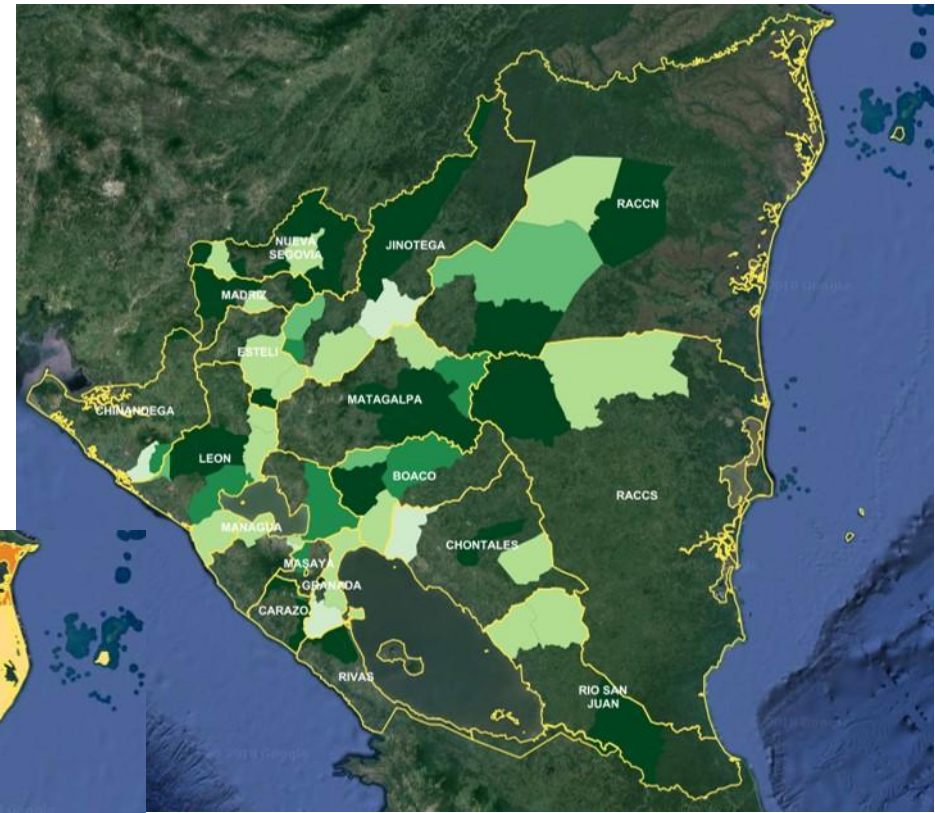 RACCN
NUEVA
SEGOVIA
JINOTEGA
MADRIZ
ESTELI
MATAGALPA
CHINANDEGA
LEON
BOACO
RACCS
MANAGUA
CHONTALES
MASAYA
GRANADA
CARAZO
RIVAS
RIO SAN
JUAN